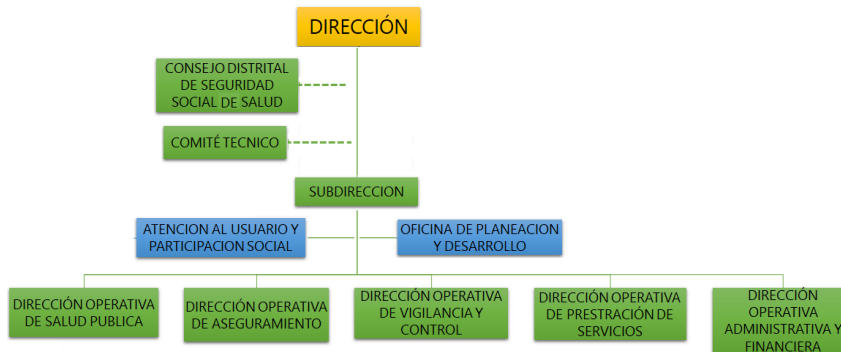 DIRECCIÓN
CONSEJO DISTRITAL
DE SEGURIDAD
SOCIAL DE SALUD
COMITÉ TECNICO
SUBDIRECCION
ATENCION AL USUARIO Y
PARTICIPACION SOCIAL
OFICINA DE PLANEACION
Y DESARROLLO
DIRECCIÓN OPERATIVA
DE SALUD PUBLICA
DIRECCIÓN OPERATIVA
DE ASEGURAMIENTO
DIRECCIÓN OPERATIVA
DE VIGILANCIA Y
CONTROL
DIRECCIÓN OPERATIVA
DE PRESTRACIÓN DE
SERVICIOS
DIRECCIÓN
OPERATIVA
ADMINISTRATIVA Y
FINANCIERA